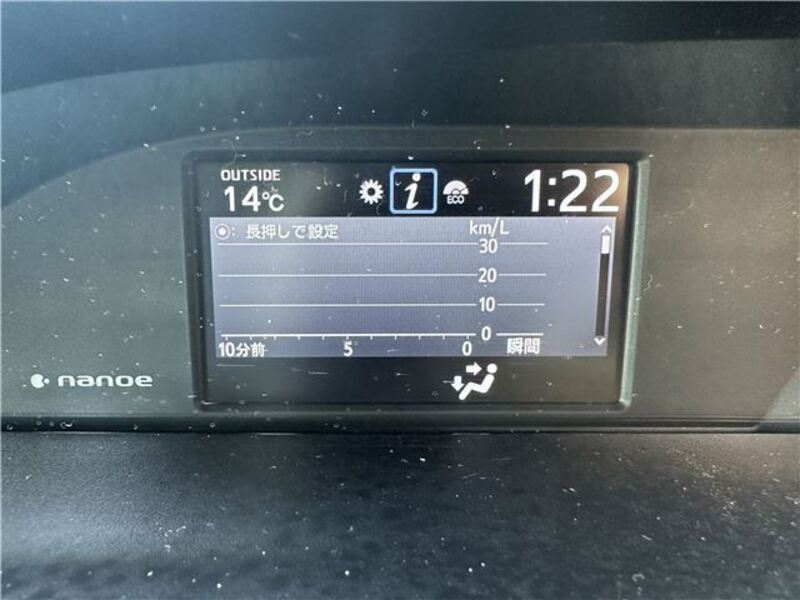 OUTSIDE
14℃
i
ECO
1:22
◉: 長押しで設定
km/L
30
20
10
0
10分前
5
0
瞬間
nanoe